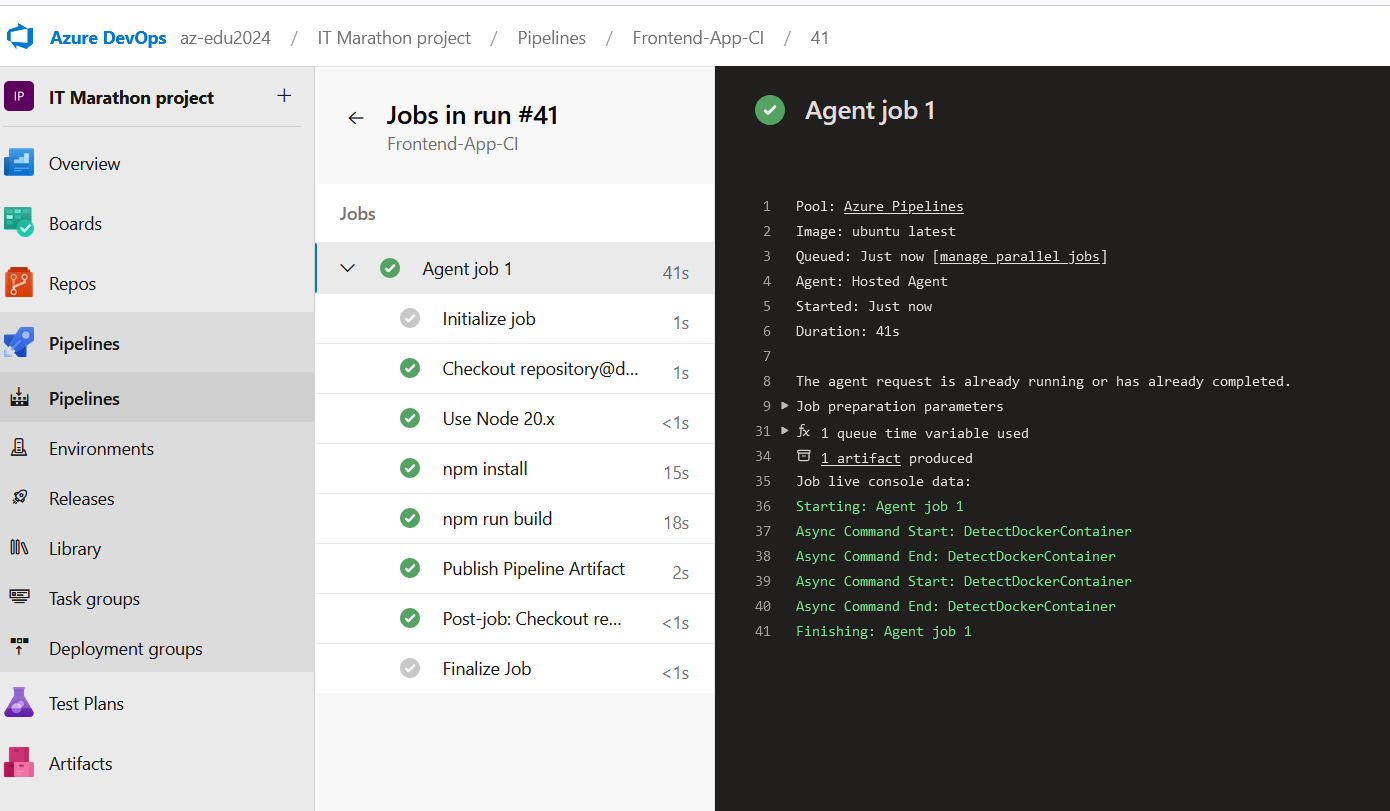 Azure DevOps az-edu2024 / IT Marathon project / Pipelines / Frontend-App-CI / 41
IP IT Marathon project +
Overview
Boards
Repos
Pipelines
Pipelines
Environments
Releases
Library
Task groups
Deployment groups
Test Plans
Artifacts
← Jobs in run #41
Frontend-App-CI
Jobs
Agent job 1 41s
Initialize job 1s
Checkout repository@d... 1s
Use Node 20.x <1s
npm install 15s
npm run build 18s
Publish Pipeline Artifact 2s
Post-job: Checkout re... <1s
Finalize Job <1s
Agent job 1
1 Pool: Azure Pipelines
2 Image: ubuntu latest
3 Queued: Just now [manage parallel jobs]
4 Agent: Hosted Agent
5 Started: Just now
6 Duration: 41s
7
8 The agent request is already running or has already completed.
9 Job preparation parameters
31 fx 1 queue time variable used
34 1 artifact produced
35 Job live console data:
36 Starting: Agent job 1
37 Async Command Start: DetectDockerContainer
38 Async Command End: DetectDockerContainer
39 Async Command Start: DetectDockerContainer
40 Async Command End: DetectDockerContainer
41 Finishing: Agent job 1